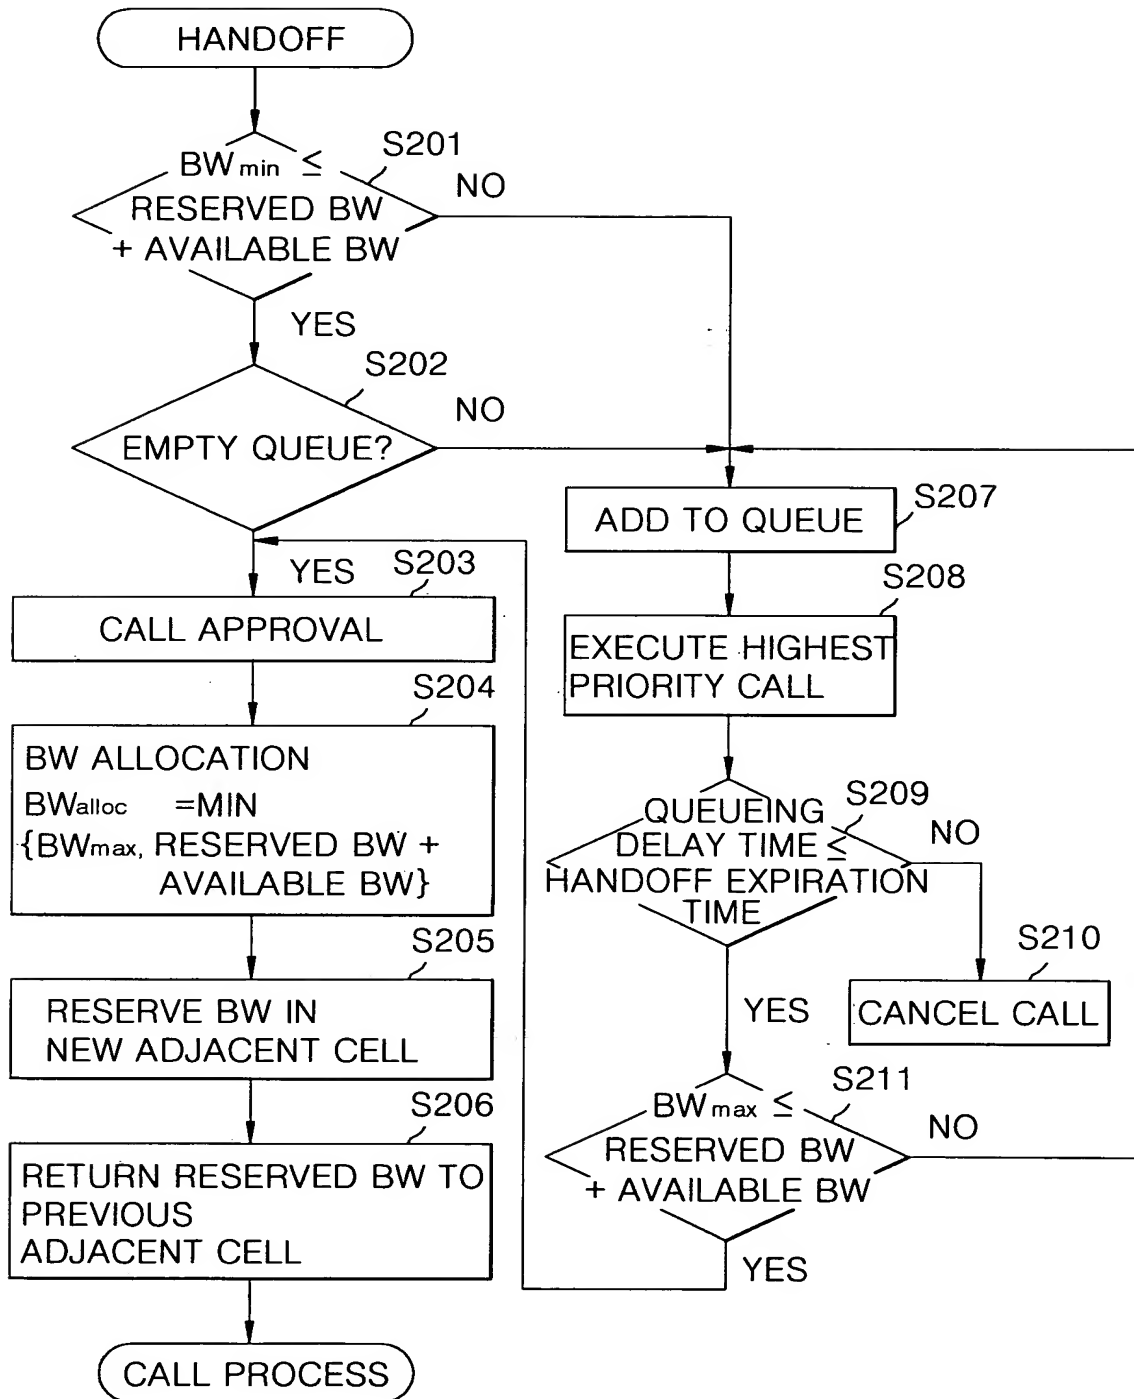 HANDOFF
S201
BWmin ≤
RESERVED BW
+ AVAILABLE BW
NO
YES
S202
EMPTY QUEUE?
NO
YES
S203
CALL APPROVAL
S204
BW ALLOCATION
BWalloc =MIN
{BWmax, RESERVED BW +
AVAILABLE BW}
S205
RESERVE BW IN
NEW ADJACENT CELL
S206
RETURN RESERVED BW TO
PREVIOUS
ADJACENT CELL
CALL PROCESS
S207
ADD TO QUEUE
S208
EXECUTE HIGHEST
PRIORITY CALL
S209
QUEUEING
DELAY TIME ≤
HANDOFF EXPIRATION
TIME
NO
S210
CANCEL CALL
YES
S211
BWmax ≤
RESERVED BW
+ AVAILABLE BW
NO
YES